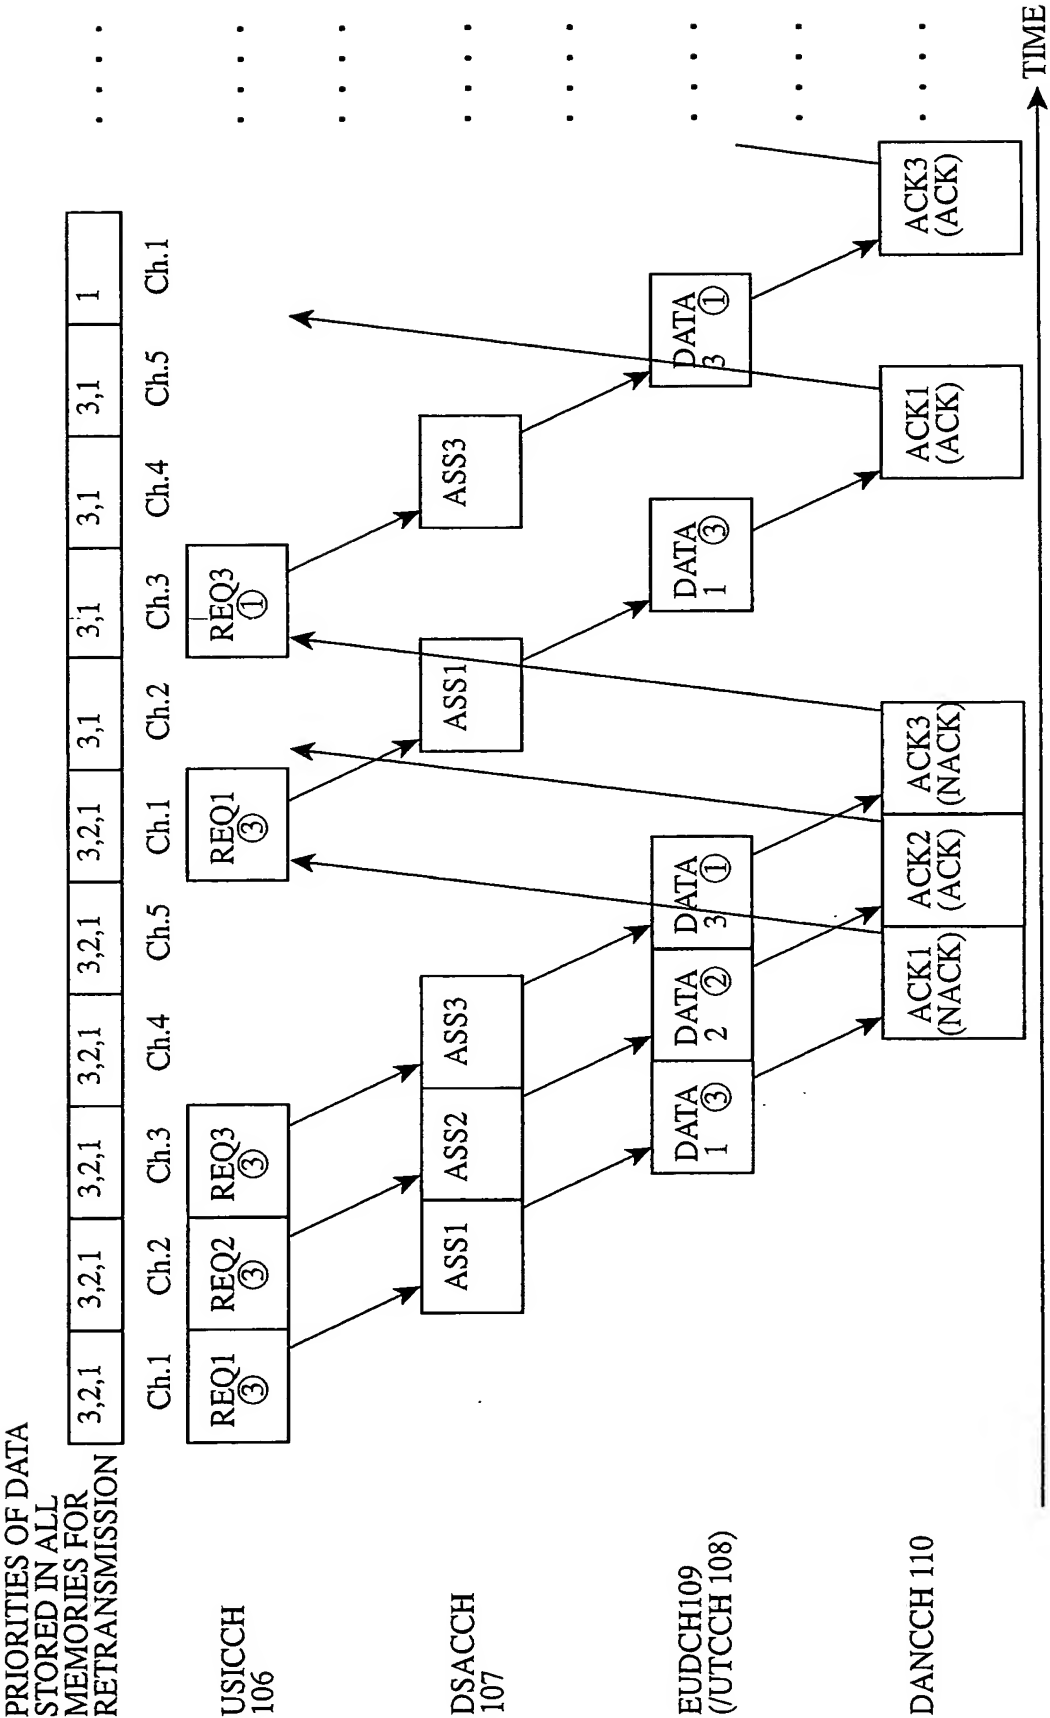 PRIORITIES OF DATA
STORED IN ALL
MEMORIES FOR
RETRANSMISSION
3,2,1
3,2,1
3,2,1
3,2,1
3,2,1
3,2,1
3,1
3,1
3,1
3,1
1
Ch.1
Ch.2
Ch.3
Ch.4
Ch.5
Ch.1
Ch.2
Ch.3
Ch.4
Ch.5
Ch.1
USICCH
106
REQ1
③
REQ2
③
REQ3
③
REQ1
③
REQ3
①
DSACCH
107
ASS1
ASS2
ASS3
ASS1
ASS3
EUDCH109
(/UTCCH 108)
DATA
1 ③
DATA
2 ②
DATA
3 ①
DATA
1 ③
DATA
3 ①
DANCCH 110
ACK1
(NACK)
ACK2
(ACK)
ACK3
(NACK)
ACK1
(ACK)
ACK3
(ACK)
TIME